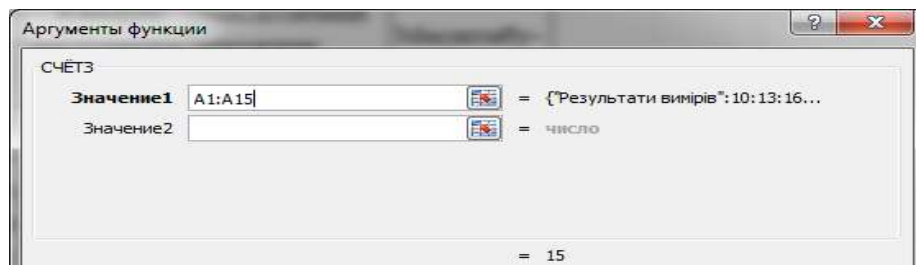 Аргументы функции
СЧЁТЗ
Значение1 A1:A15 = {"Результати вимірів":10:13:16...
Значение2 = число
= 15